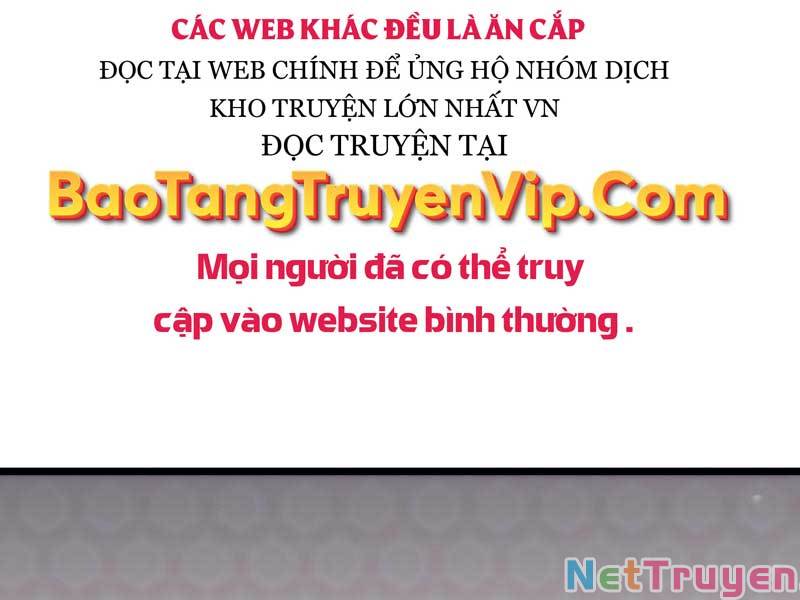 CÁC WEB KHÁC ĐỀU LÀ ĂN CẮP
ĐỌC TẠI WEB CHÍNH ĐỂ ỦNG HỘ NHÓM DỊCH
KHO TRUYỆN LỚN NHẤT VN
ĐỌC TRUYỆN TẠI
BaoTangTruyenVip.Com
Mọi người đã có thể truy
cập vào website bình thường .
NetTruyen